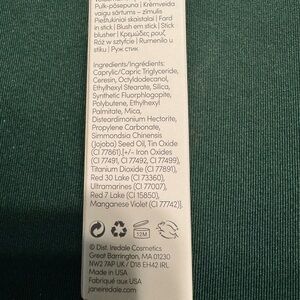 Pulk-põsepuna | Krēmveida
vaigu sārtums – zīmulis
Pieštukiniai skaistalai | Fard
in stick | Blush em stick | Stick
blusher | Κρεμώδες ρουζ
Róż w sztyfcie | Rumenilo u
stiku | Руж стик
Ingredients/Ingrédients:
Caprylic/Capric Triglyceride,
Ceresin, Octyldodecanol,
Ethylhexyl Stearate, Silica,
Synthetic Fluorphlogopite,
Polybutene, Ethylhexyl
Palmitate, Mica,
Disteardimonium Hectorite,
Propylene Carbonate,
Simmondsia Chinensis
(Jojoba) Seed Oil, Tin Oxide
(CI 77861).[+/- Iron Oxides
(CI 77491, CI 77492, CI 77499),
Titanium Dioxide (CI 77891),
Red 30 Lake (CI 73360),
Ultramarines (CI 77007),
Red 7 Lake (CI 15850),
Manganese Violet (CI 77742)].
12M
© Dist. Iredale Cosmetics
Great Barrington, MA 01230
NW2 7AP UK / D18 EH42 IRL
Made in USA
Fabriqué aux USA
janeiredale.com